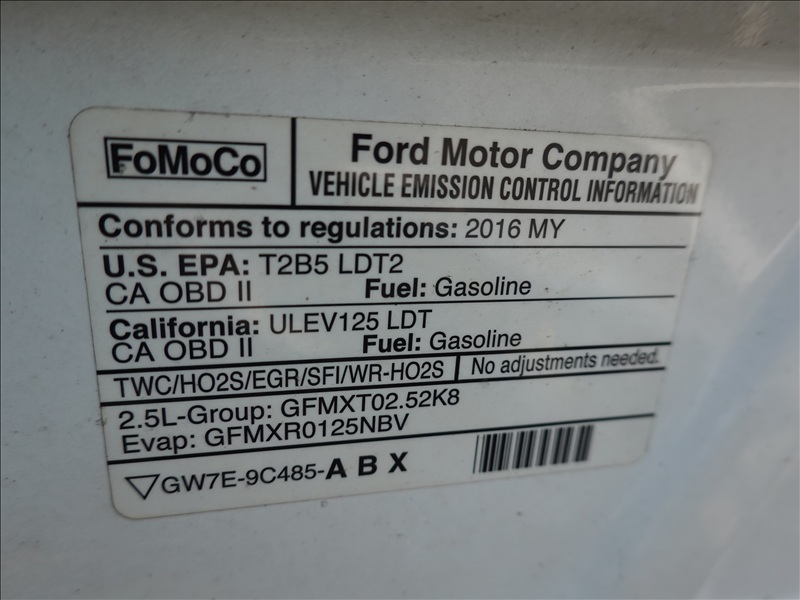 FoMoCo
Ford Motor Company
VEHICLE EMISSION CONTROL INFORMATION
Conforms to regulations: 2016 MY
U.S. EPA: T2B5 LDT2
CA OBD II Fuel: Gasoline
California: ULEV125 LDT
CA OBD II Fuel: Gasoline
TWC/HO2S/EGR/SFI/WR-HO2S No adjustments needed.
2.5L-Group: GFMXT02.52K8
Evap: GFMXR0125NBV
GW7E-9C485-A B X